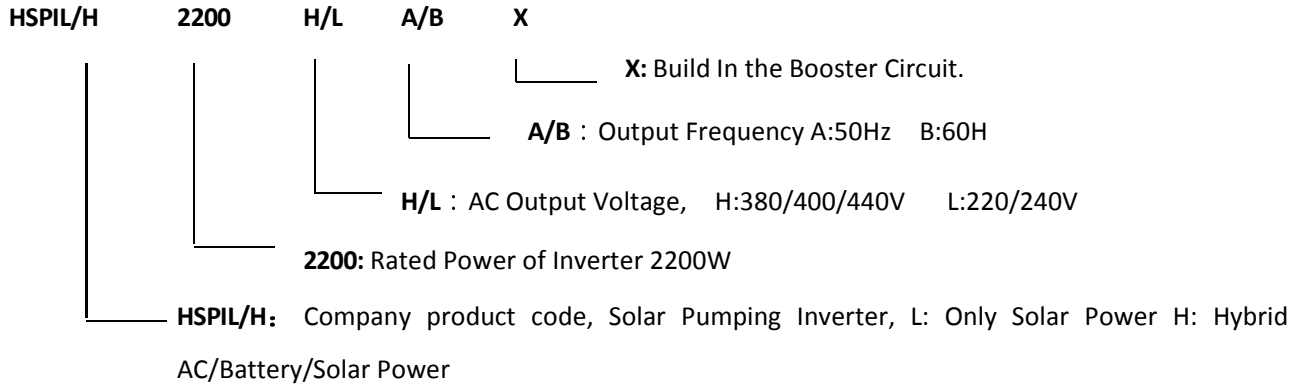 HSPIL/H 2200 H/L A/B X
X: Build In the Booster Circuit.
A/B：Output Frequency A:50Hz B:60H
H/L：AC Output Voltage, H:380/400/440V L:220/240V
2200: Rated Power of Inverter 2200W
HSPIL/H： Company product code, Solar Pumping Inverter, L: Only Solar Power H: Hybrid
AC/Battery/Solar Power